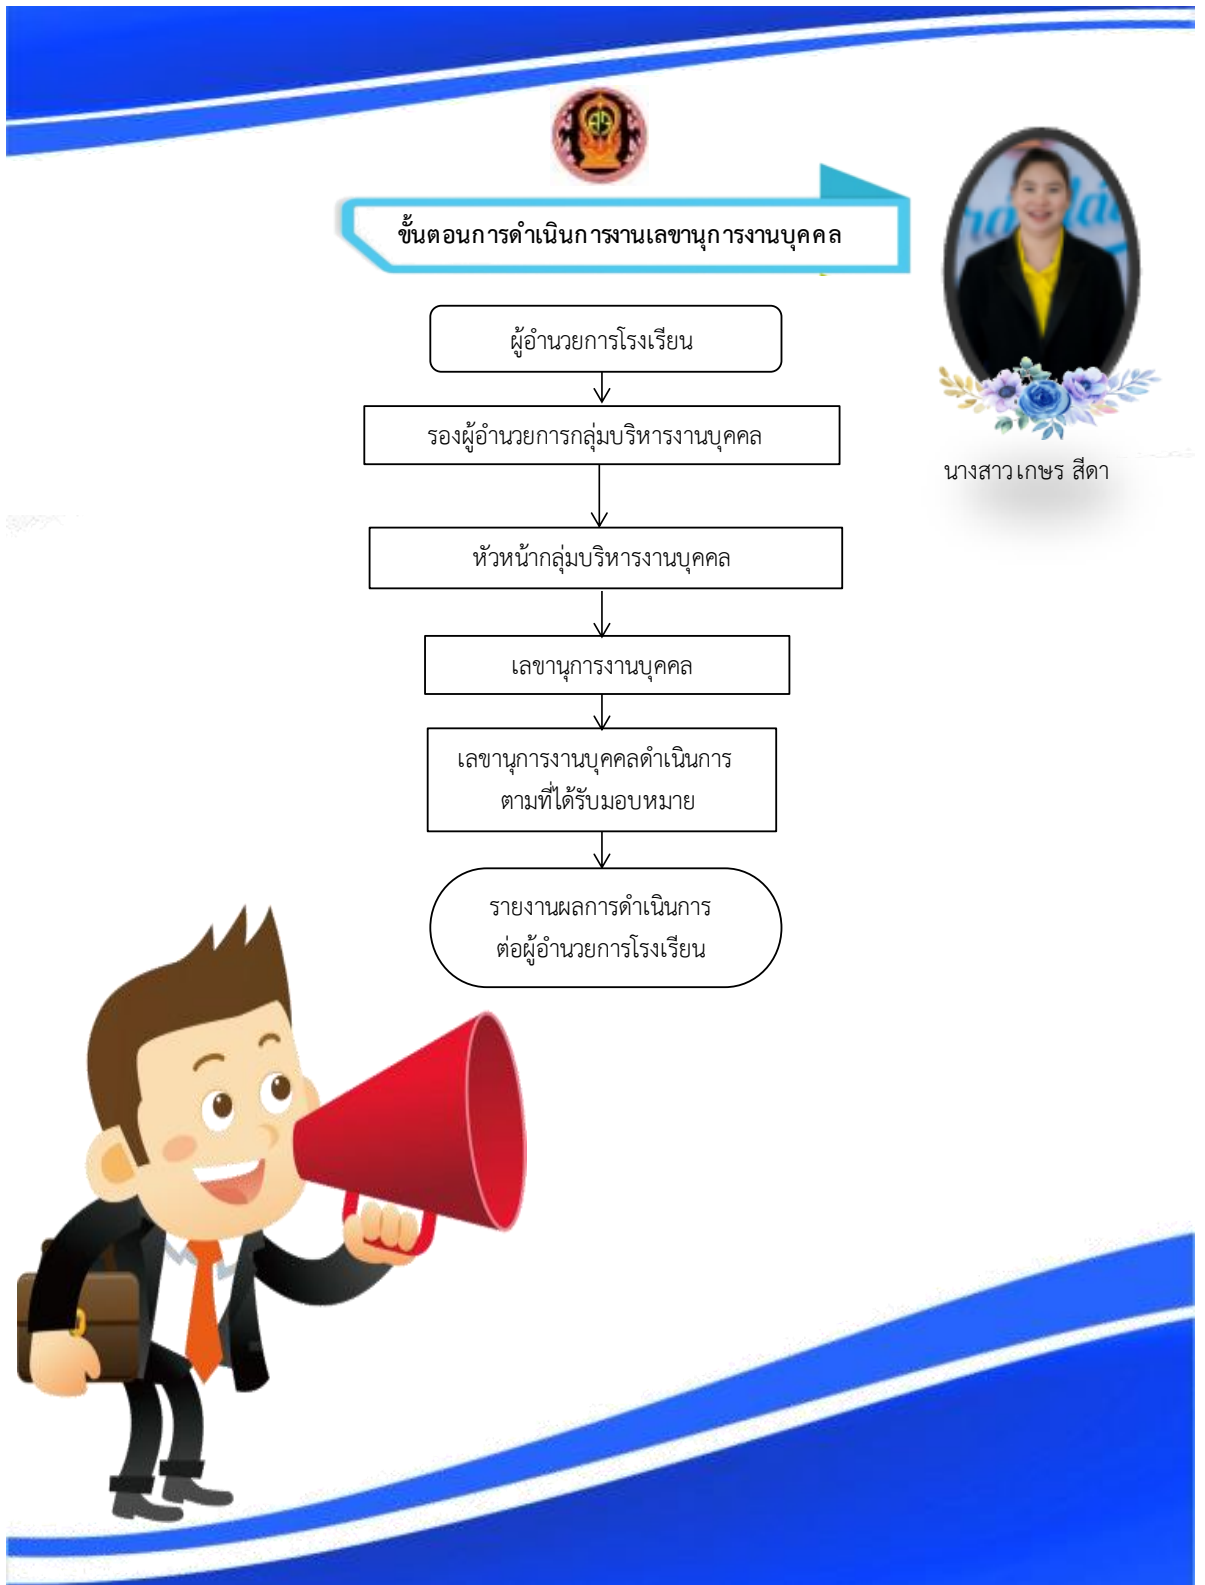 ขั้นตอนการดำเนินการงานเลขานุการงานบุคคล
ผู้อำนวยการโรงเรียน
รองผู้อำนวยการกลุ่มบริหารงานบุคคล
นางสาวเกษร สีดา
หัวหน้ากลุ่มบริหารงานบุคคล
เลขานุการงานบุคคล
เลขานุการงานบุคคลดำเนินการ
ตามที่ได้รับมอบหมาย
รายงานผลการดำเนินการ
ต่อผู้อำนวยการโรงเรียน